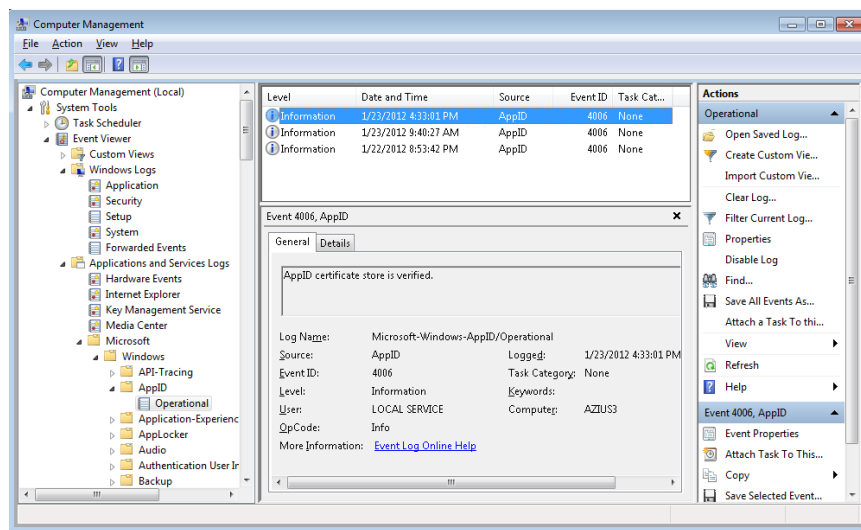 Computer Management
File Action View Help
Computer Management (Local)
System Tools
Task Scheduler
Event Viewer
Custom Views
Windows Logs
Application
Security
Setup
System
Forwarded Events
Applications and Services Logs
Hardware Events
Internet Explorer
Key Management Service
Media Center
Microsoft
Windows
API-Tracing
AppID
Operational
Application-Experienc
AppLocker
Audio
Authentication User Ir
Backup
Level Date and Time Source Event ID Task Cat...
Information 1/23/2012 4:33:01 PM AppID 4006 None
Information 1/23/2012 9:40:27 AM AppID 4006 None
Information 1/22/2012 8:53:42 PM AppID 4006 None
Event 4006, AppID
General Details
AppID certificate store is verified.
Log Name: Microsoft-Windows-AppID/Operational
Source: AppID Logged: 1/23/2012 4:33:01 PM
Event ID: 4006 Task Category: None
Level: Information Keywords:
User: LOCAL SERVICE Computer: AZIUS3
OpCode: Info
More Information: Event Log Online Help
Actions
Operational
Open Saved Log...
Create Custom Vie...
Import Custom Vie...
Clear Log...
Filter Current Log...
Properties
Disable Log
Find...
Save All Events As...
Attach a Task To thi...
View
Refresh
Help
Event 4006, AppID
Event Properties
Attach Task To This...
Copy
Save Selected Event...